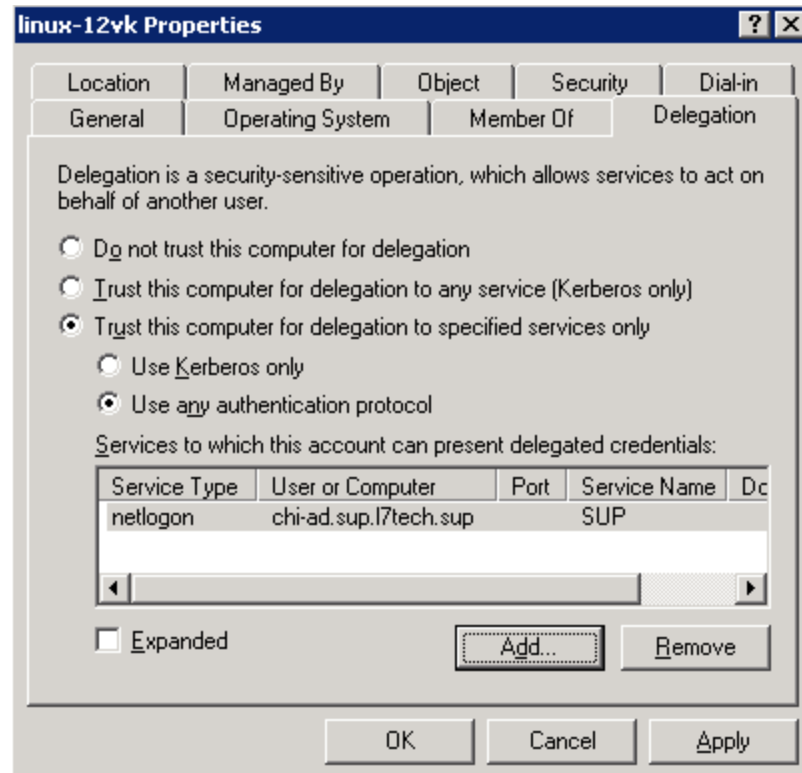 linux-12vk Properties
Location Managed By Object Security Dial-in
General Operating System Member Of Delegation
Delegation is a security-sensitive operation, which allows services to act on
behalf of another user.
Do not trust this computer for delegation
Trust this computer for delegation to any service (Kerberos only)
Trust this computer for delegation to specified services only
Use Kerberos only
Use any authentication protocol
Services to which this account can present delegated credentials:
Service Type User or Computer Port Service Name Dc
netlogon chi-ad.sup.l7tech.sup SUP
Expanded Add... Remove
OK Cancel Apply